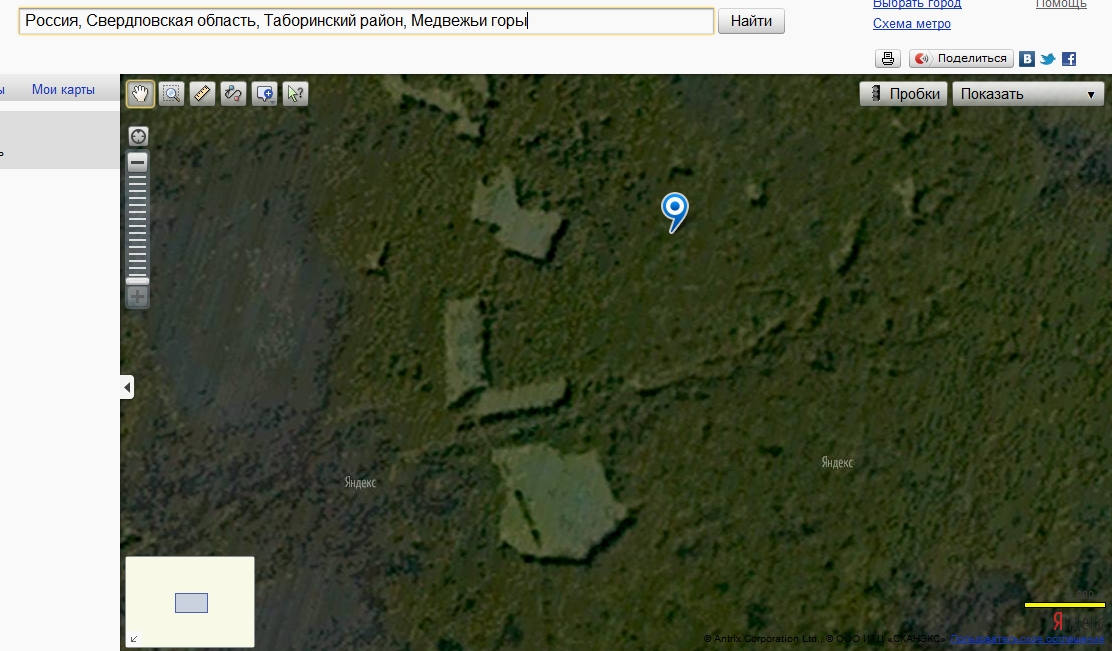 Россия, Свердловская область, Таборинский район, Медвежьи горы
Найти
Выбрать город
Помощь
Схема метро
Поделиться
Мои карты
Пробки
Показать
Яндекс
Яндекс
© Antrix Corporation Ltd., © ООО ИТЦ «СКАНЭКС»